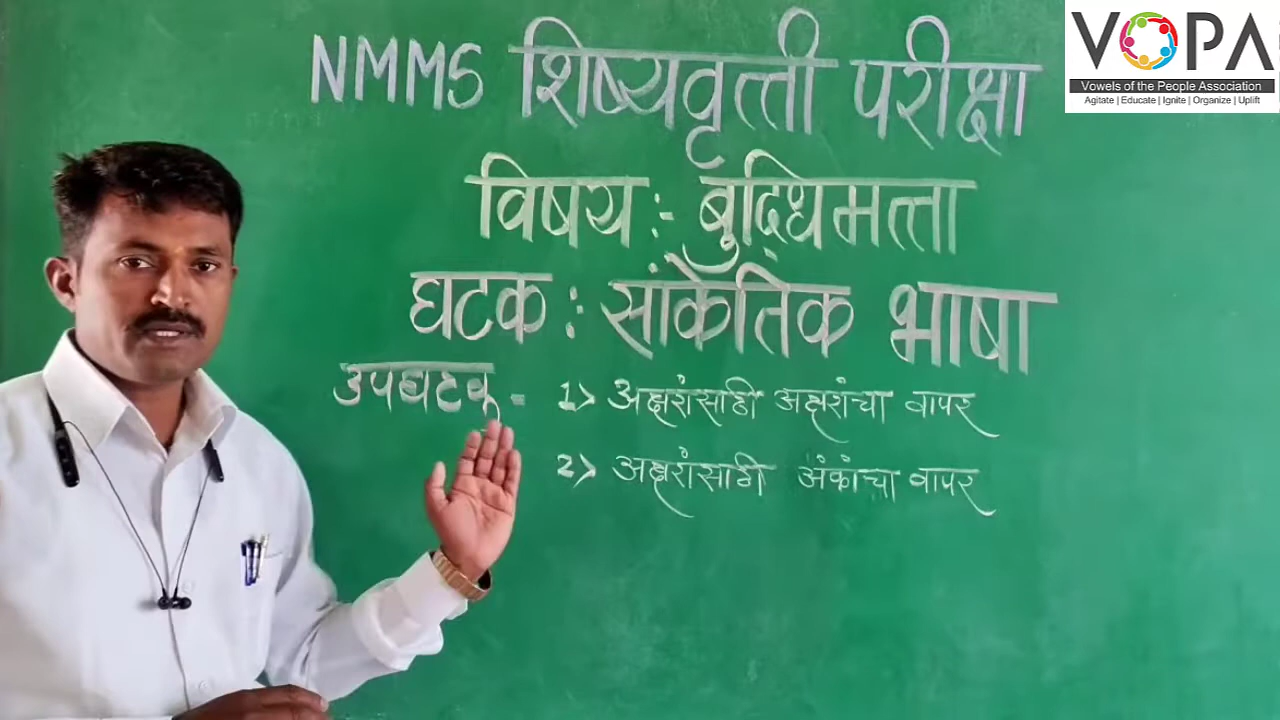 NMMS शिष्यवृत्ती परीक्षा
विषय :- बुद्धिमत्ता
घटक : सांकेतिक भाषा
उपघटक = 1> अक्षरांसाठी अक्षरांचा वापर
2> अक्षरांसाठी अंकांचा वापर
VOPA
Vowels of the People Association
Agitate | Educate | Ignite | Organize | Uplift